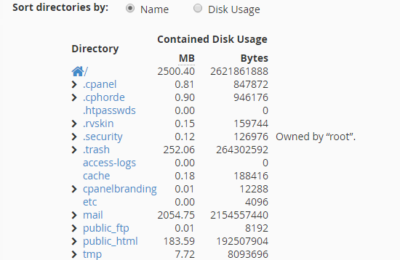 Sort directories by: Name Disk Usage
Contained Disk Usage
Directory
MB Bytes
/ 2500.40 2621861888
.cpanel 0.81 847872
.cphorde 0.90 946176
.htpasswds 0.00 0
.rvskin 0.15 159744
.security 0.12 126976 Owned by “root”.
.trash 252.06 264302592
access-logs 0.00 0
cache 0.18 188416
cpanelbranding 0.01 12288
etc 0.00 4096
mail 2054.75 2154557440
public_ftp 0.01 8192
public_html 183.59 192507904
tmp 7.72 8093696